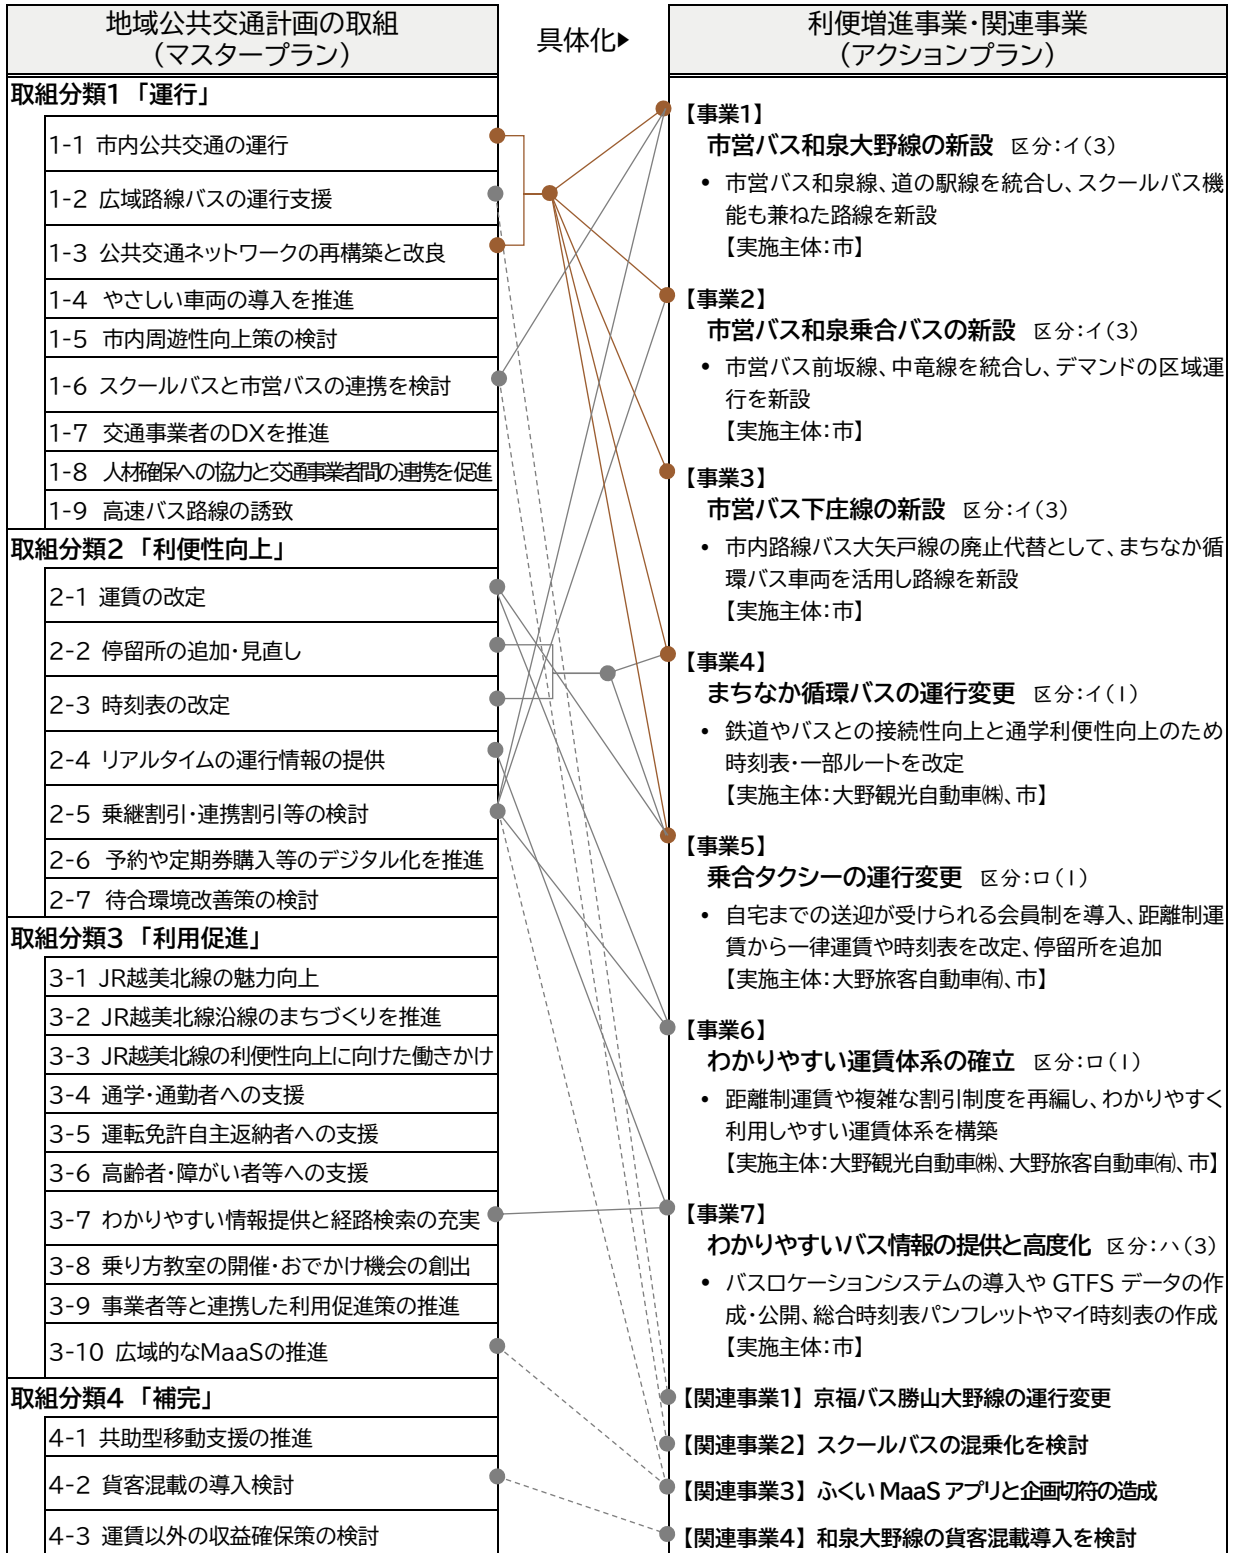 地域公共交通計画の取組
(マスタープラン)
取組分類1 「運行」
1-1 市内公共交通の運行
1-2 広域路線バスの運行支援
1-3 公共交通ネットワークの再構築と改良
1-4 やさしい車両の導入を推進
1-5 市内周遊性向上策の検討
1-6 スクールバスと市営バスの連携を検討
1-7 交通事業者のDXを推進
1-8 人材確保への協力と交通事業者間の連携を促進
1-9 高速バス路線の誘致
取組分類2 「利便性向上」
2-1 運賃の改定
2-2 停留所の追加・見直し
2-3 時刻表の改定
2-4 リアルタイムの運行情報の提供
2-5 乗継割引・連携割引等の検討
2-6 予約や定期券購入等のデジタル化を推進
2-7 待合環境改善策の検討
取組分類3 「利用促進」
3-1 JR越美北線の魅力向上
3-2 JR越美北線沿線のまちづくりを推進
3-3 JR越美北線の利便性向上に向けた働きかけ
3-4 通学・通勤者への支援
3-5 運転免許自主返納者への支援
3-6 高齢者・障がい者等への支援
3-7 わかりやすい情報提供と経路検索の充実
3-8 乗り方教室の開催・おでかけ機会の創出
3-9 事業者等と連携した利用促進策の推進
3-10 広域的なMaaSの推進
取組分類4 「補完」
4-1 共助型移動支援の推進
4-2 貨客混載の導入検討
4-3 運賃以外の収益確保策の検討
具体化▶
利便増進事業・関連事業
(アクションプラン)
【事業1】
市営バス和泉大野線の新設 区分:イ(3)
• 市営バス和泉線、道の駅線を統合し、スクールバス機
能も兼ねた路線を新設
【実施主体:市】
【事業2】
市営バス和泉乗合バスの新設 区分:イ(3)
• 市営バス前坂線、中竜線を統合し、デマンドの区域運
行を新設
【実施主体:市】
【事業3】
市営バス下庄線の新設 区分:イ(3)
• 市内路線バス大矢戸線の廃止代替として、まちなか循
環バス車両を活用し路線を新設
【実施主体:市】
【事業4】
まちなか循環バスの運行変更 区分:イ(1)
• 鉄道やバスとの接続性向上と通学利便性向上のため
時刻表・一部ルートを改定
【実施主体:大野観光自動車㈱、市】
【事業5】
乗合タクシーの運行変更 区分:ロ(1)
• 自宅までの送迎が受けられる会員制を導入、距離制運
賃から一律運賃や時刻表を改定、停留所を追加
【実施主体:大野旅客自動車㈲、市】
【事業6】
わかりやすい運賃体系の確立 区分:ロ(1)
• 距離制運賃や複雑な割引制度を再編し、わかりやすく
利用しやすい運賃体系を構築
【実施主体:大野観光自動車㈱、大野旅客自動車㈲、市】
【事業7】
わかりやすいバス情報の提供と高度化 区分:ハ(3)
• バスロケーションシステムの導入や GTFS データの作
成・公開、総合時刻表パンフレットやマイ時刻表の作成
【実施主体:市】
【関連事業1】 京福バス勝山大野線の運行変更
【関連事業2】 スクールバスの混乗化を検討
【関連事業3】 ふくい MaaS アプリと企画切符の造成
【関連事業4】 和泉大野線の貨客混載導入を検討